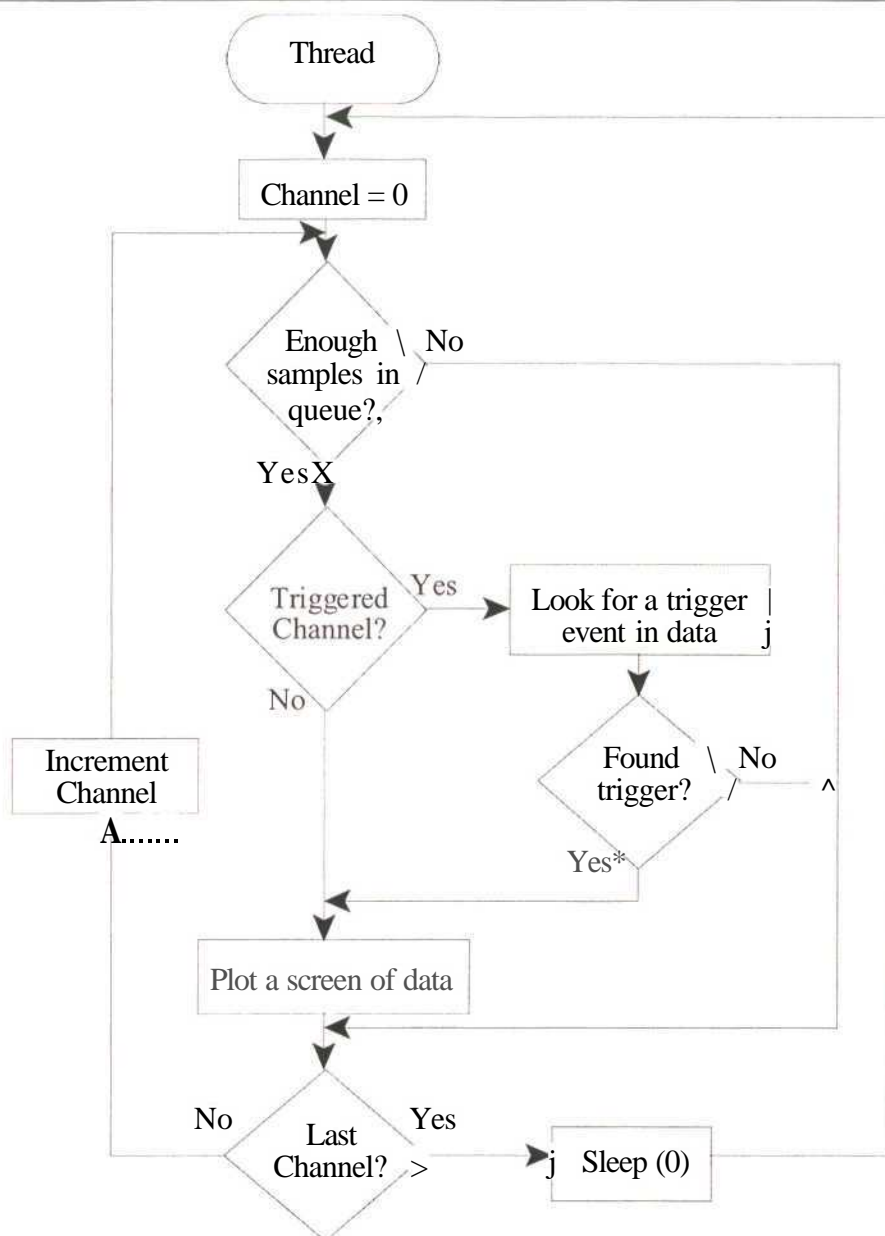 Thread
Channel = 0
Enough \ No
samples in /
queue?,
YesX
Triggered
Channel?
Yes
Look for a trigger |
event in data j
No
Found \ No
trigger? / ^
Increment
Channel
A.......
Yes*
Plot a screen of data
No
Yes
Last
Channel? >
j Sleep (0)